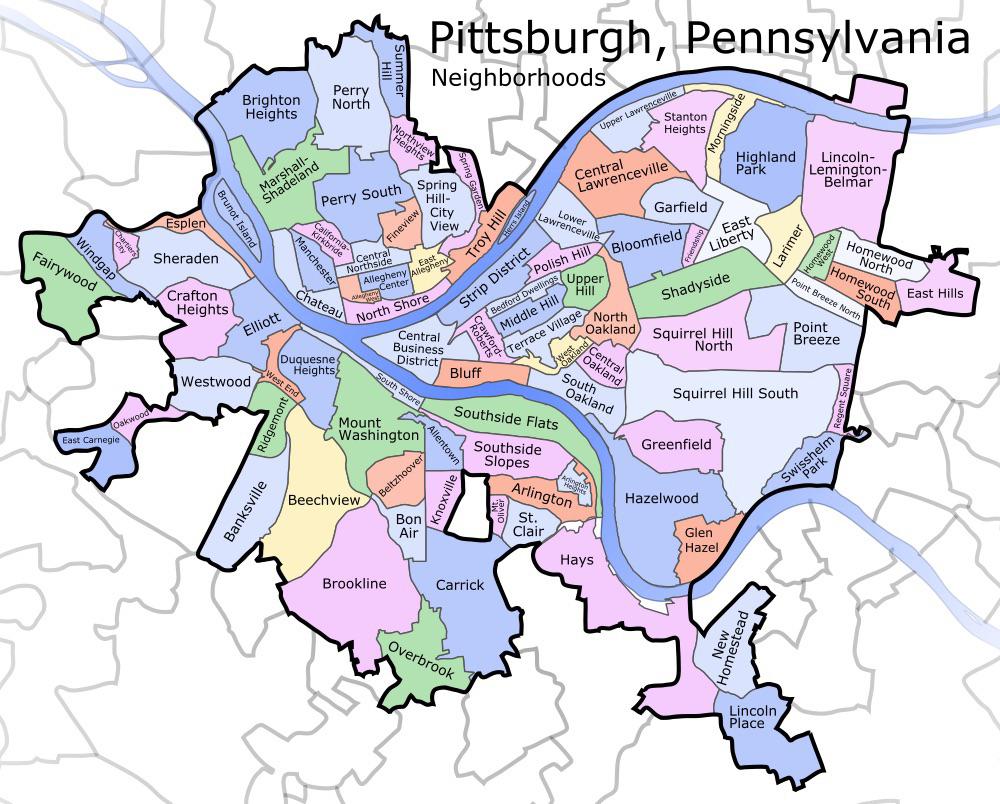 Pittsburgh, Pennsylvania
Neighborhoods
Summer
Hill
Perry
North
Brighton
Heights
Northview
Heights
Marshall-
Shadeland
Spring Garden
Perry South
Spring
Hill-
City
View
Fineview
Troy Hill
Herrs Island
Brunot Island
California-
Kirkbride
Manchester
Central
Northside
Allegheny
Center
Allegheny
West
East
Allegheny
North Shore
Chateau
Esplen
Sheraden
Chartiers
City
Windgap
Fairywood
Crafton
Heights
Elliott
Westwood
West End
Duquesne
Heights
Ridgemont
Oakwood
East Carnegie
Upper Lawrenceville
Stanton
Heights
Morningside
Highland
Park
Lincoln-
Lemington-
Belmar
Central
Lawrenceville
Lower
Lawrenceville
Garfield
Bloomfield
Friendship
East
Liberty
Larimer
Homewood
West
Homewood
North
Homewood
South
East Hills
Point Breeze North
Point
Breeze
Shadyside
Strip District
Polish Hill
Upper
Hill
Bedford Dwellings
Middle Hill
Terrace Village
Crawford-
Roberts
North
Oakland
West
Oakland
Central
Oakland
South
Oakland
Central
Business
District
Bluff
Squirrel Hill
North
Squirrel Hill South
Regent Square
Swisshelm
Park
Greenfield
Hazelwood
Glen
Hazel
South Shore
Southside Flats
Southside
Slopes
Mount
Washington
Allentown
Beltzhoover
Knoxville
Mt.
Oliver
Arlington
Arlington
Heights
St.
Clair
Bon
Air
Beechview
Banksville
Brookline
Carrick
Overbrook
Hays
New
Homestead
Lincoln
Place